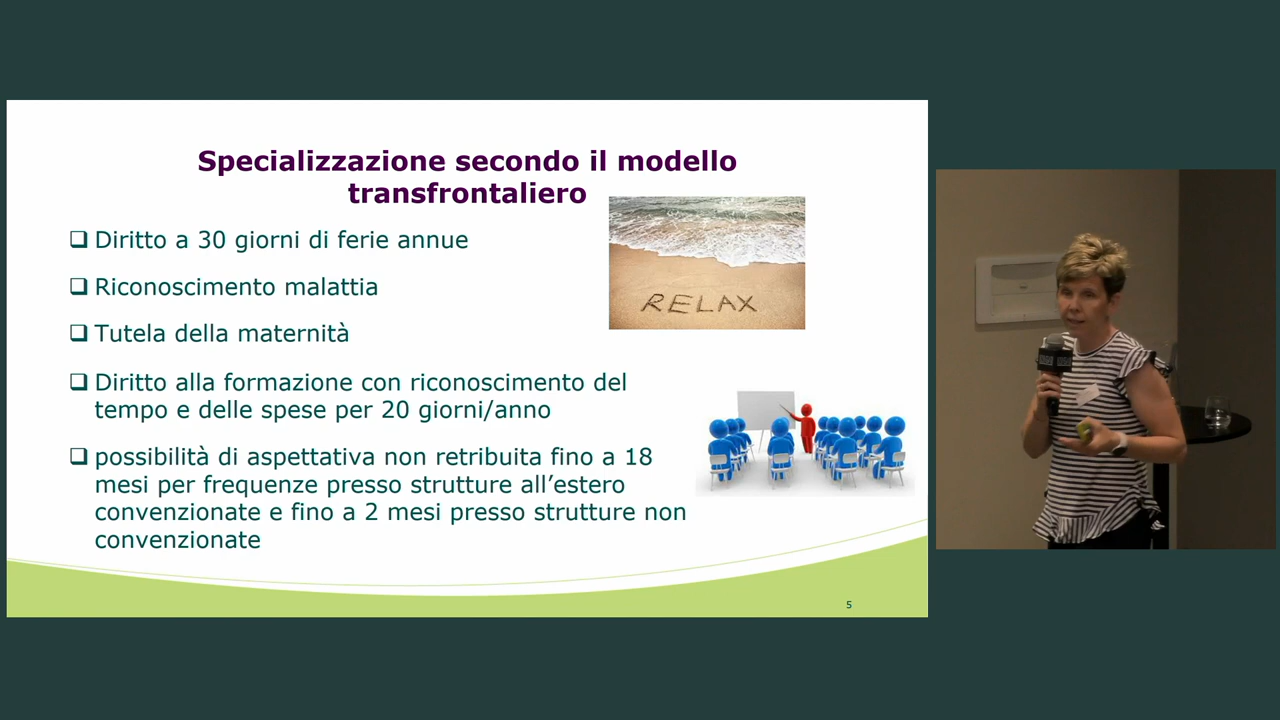 Specializzazione secondo il modello
transfrontaliero
Diritto a 30 giorni di ferie annue
Riconoscimento malattia
Tutela della maternità
Diritto alla formazione con riconoscimento del
tempo e delle spese per 20 giorni/anno
possibilità di aspettativa non retribuita fino a 18
mesi per frequenze presso strutture all’estero
convenzionate e fino a 2 mesi presso strutture non
convenzionate
RELAX
5